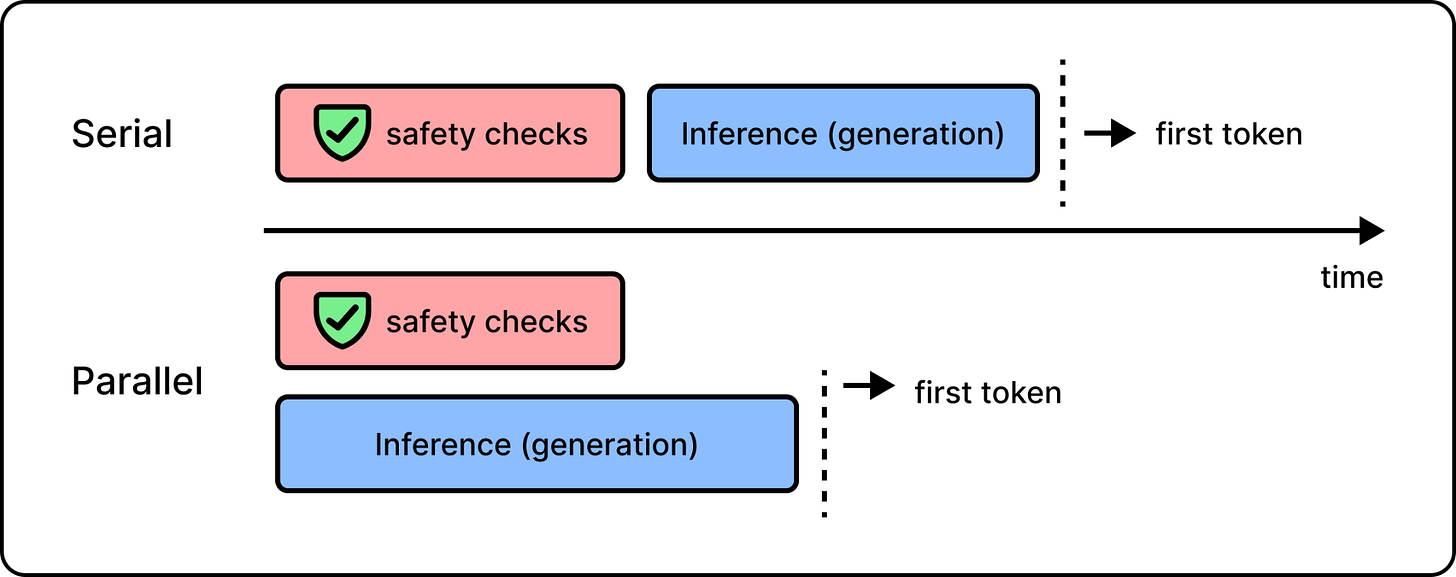 Serial
safety checks
Inference (generation)
first token
time
Parallel
safety checks
Inference (generation)
first token